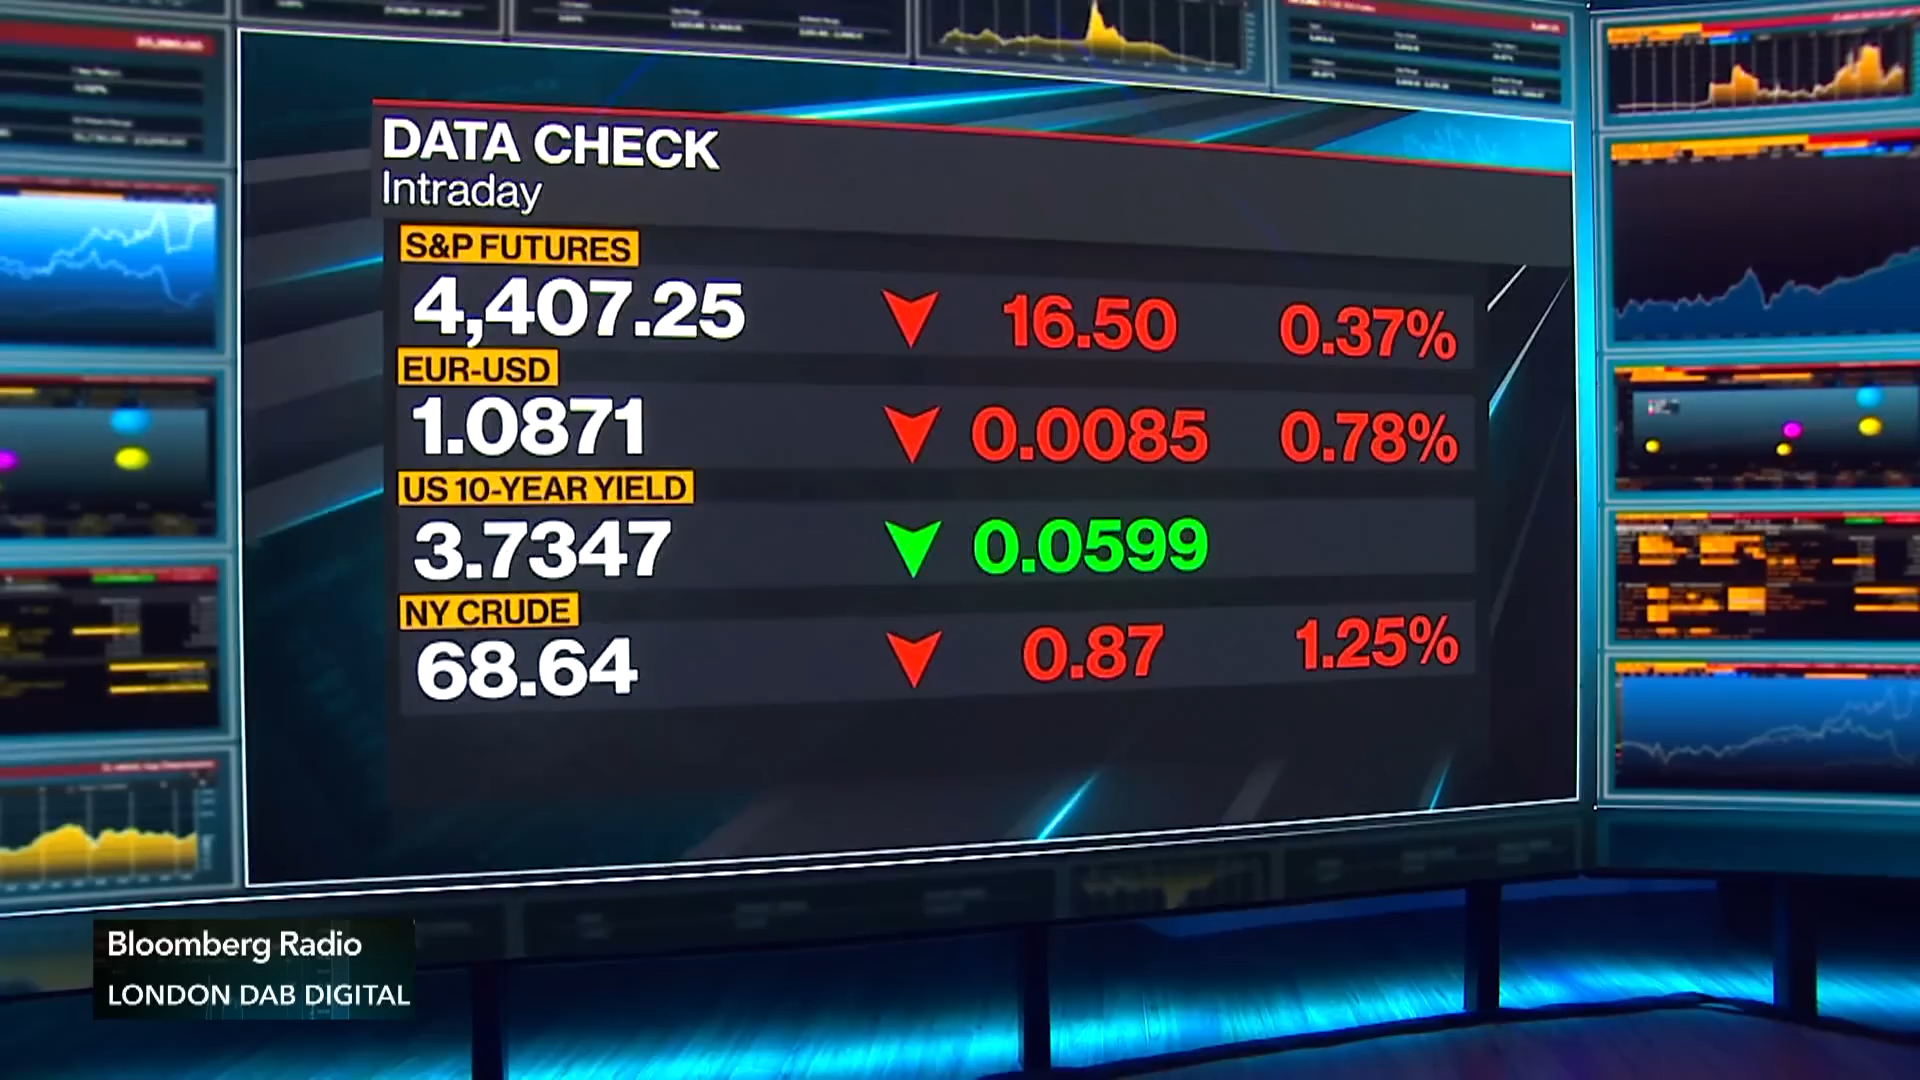 DATA CHECK
Intraday
S&P FUTURES
4,407.25 16.50 0.37%
EUR-USD
1.0871 0.0085 0.78%
US 10-YEAR YIELD
3.7347 0.0599
NY CRUDE
68.64 0.87 1.25%
Bloomberg Radio
LONDON DAB DIGITAL